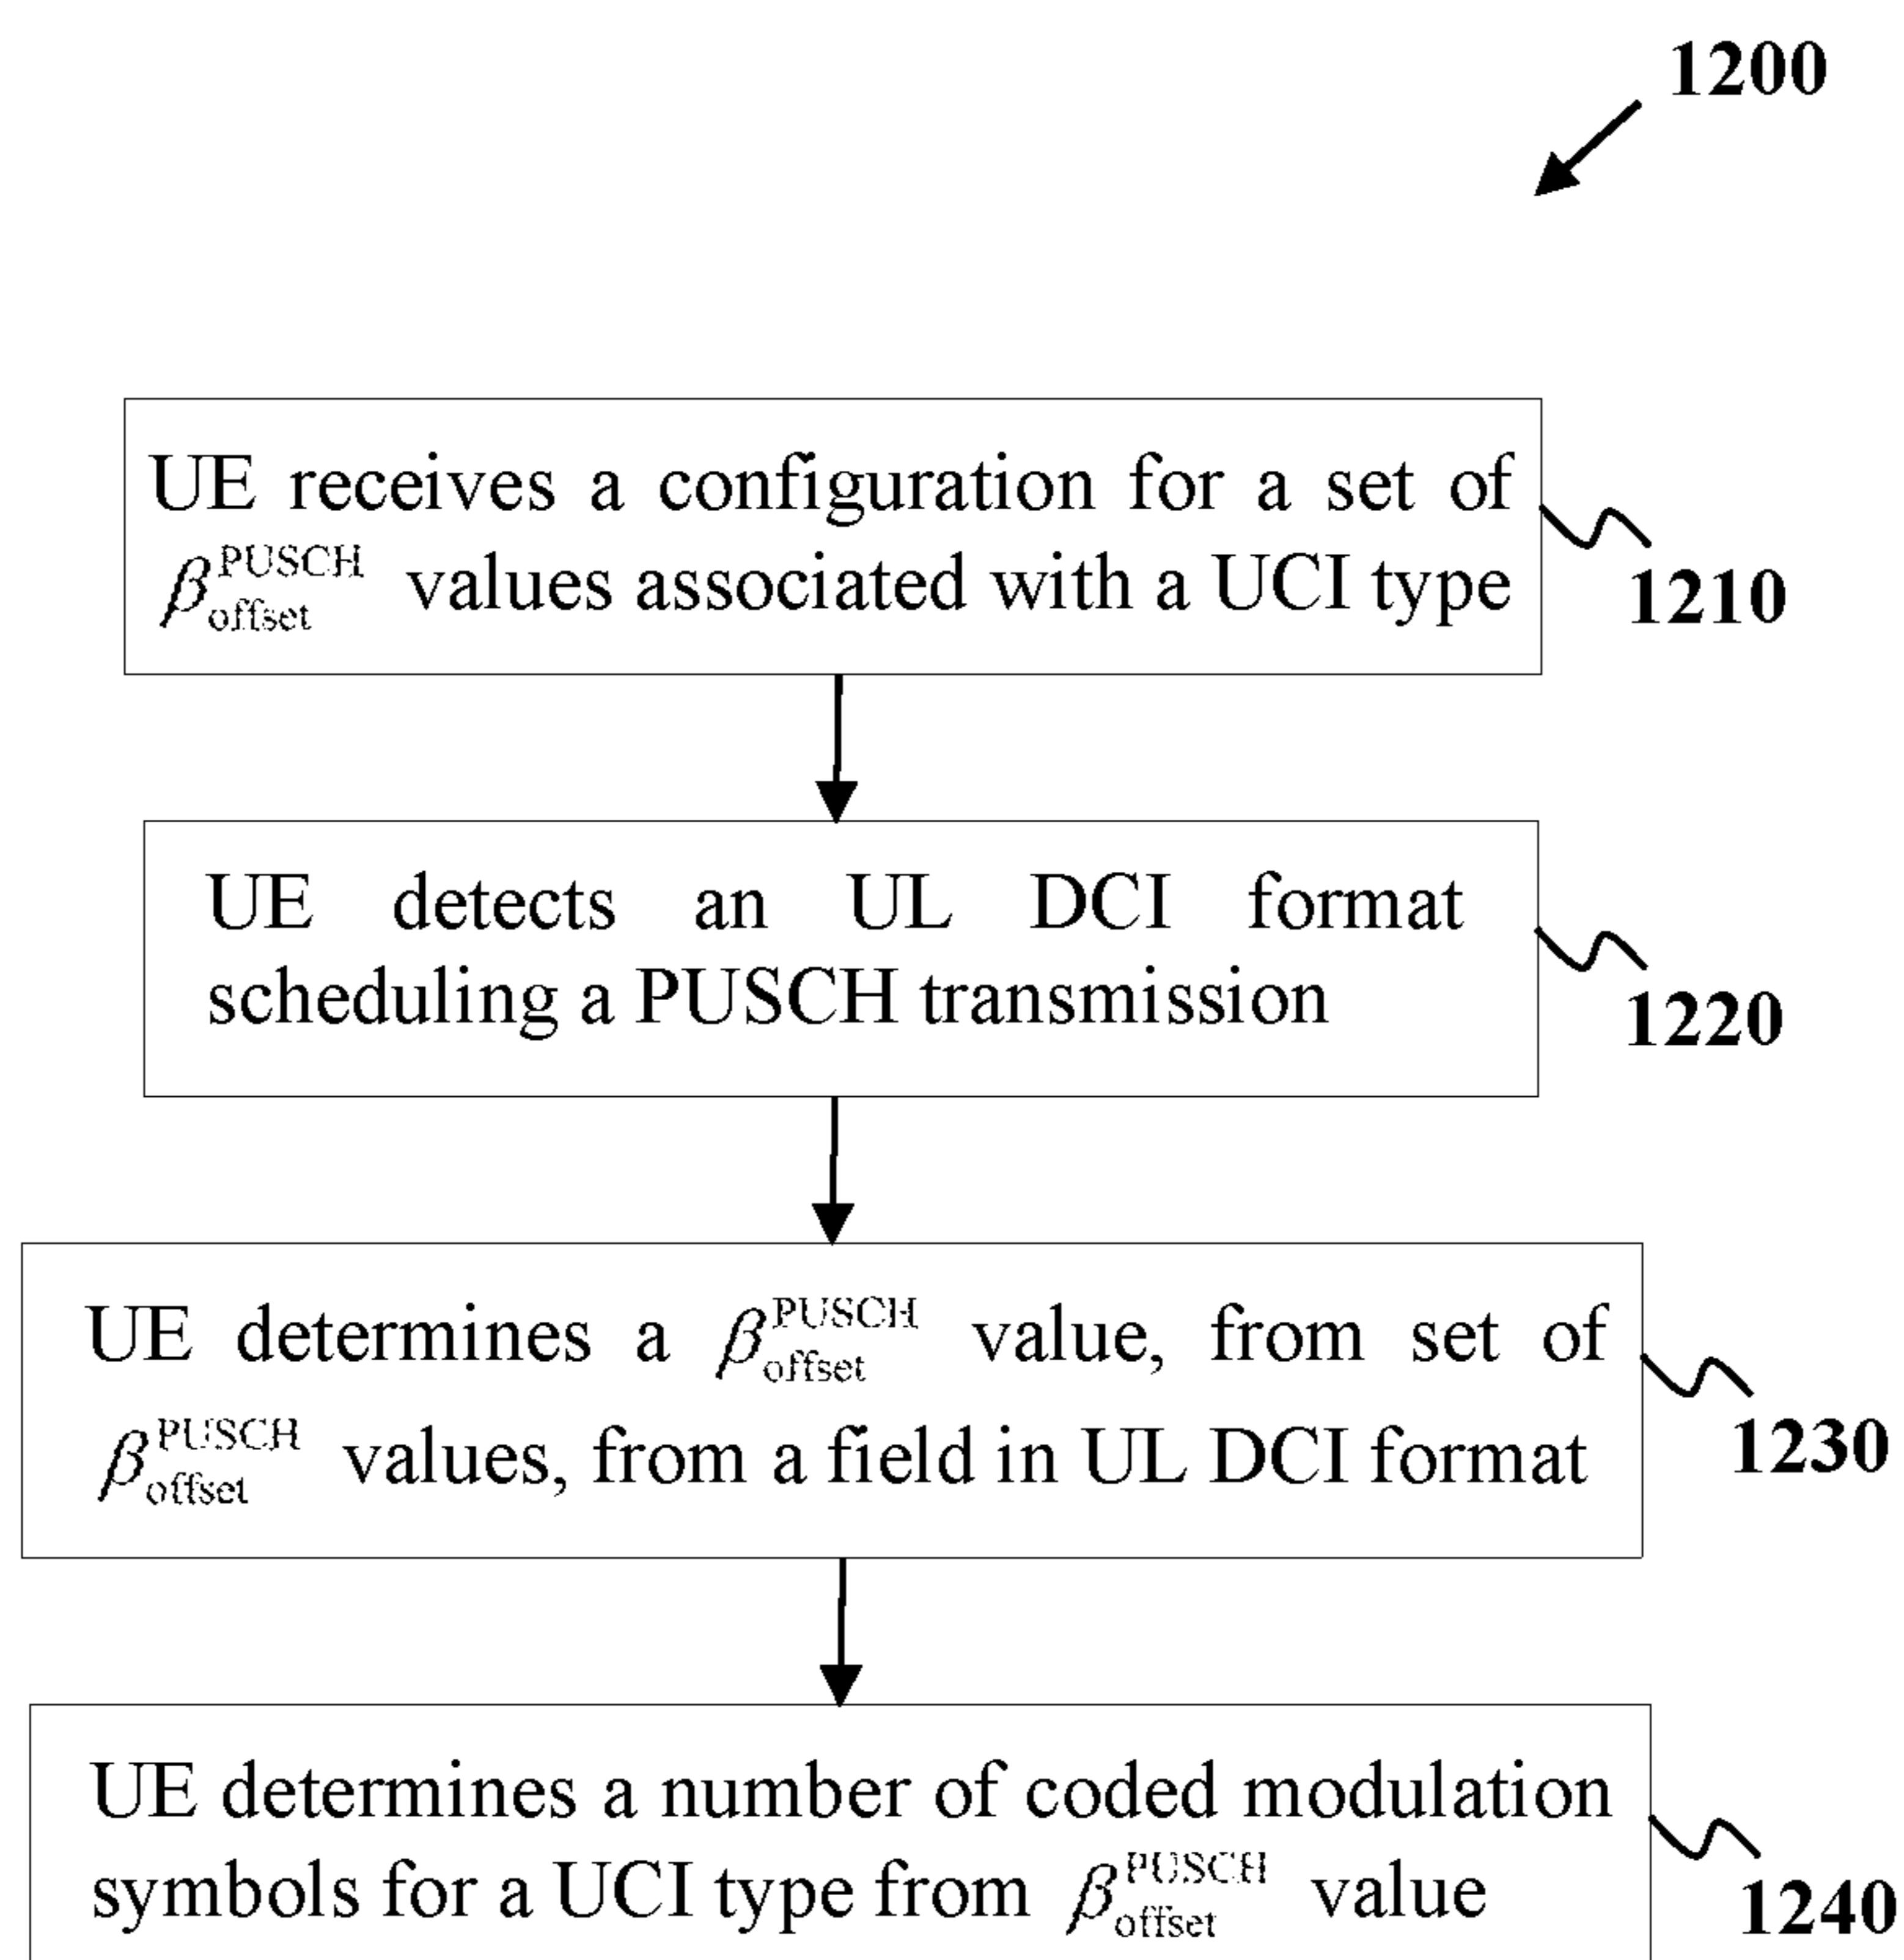 1200
UE receives a configuration for a set of
β_offset^PUSCH values associated with a UCI type
1210
UE detects an UL DCI format
scheduling a PUSCH transmission
1220
UE determines a β_offset^PUSCH value, from set of
β_offset^PUSCH values, from a field in UL DCI format
1230
UE determines a number of coded modulation
symbols for a UCI type from β_offset^PUSCH value
1240